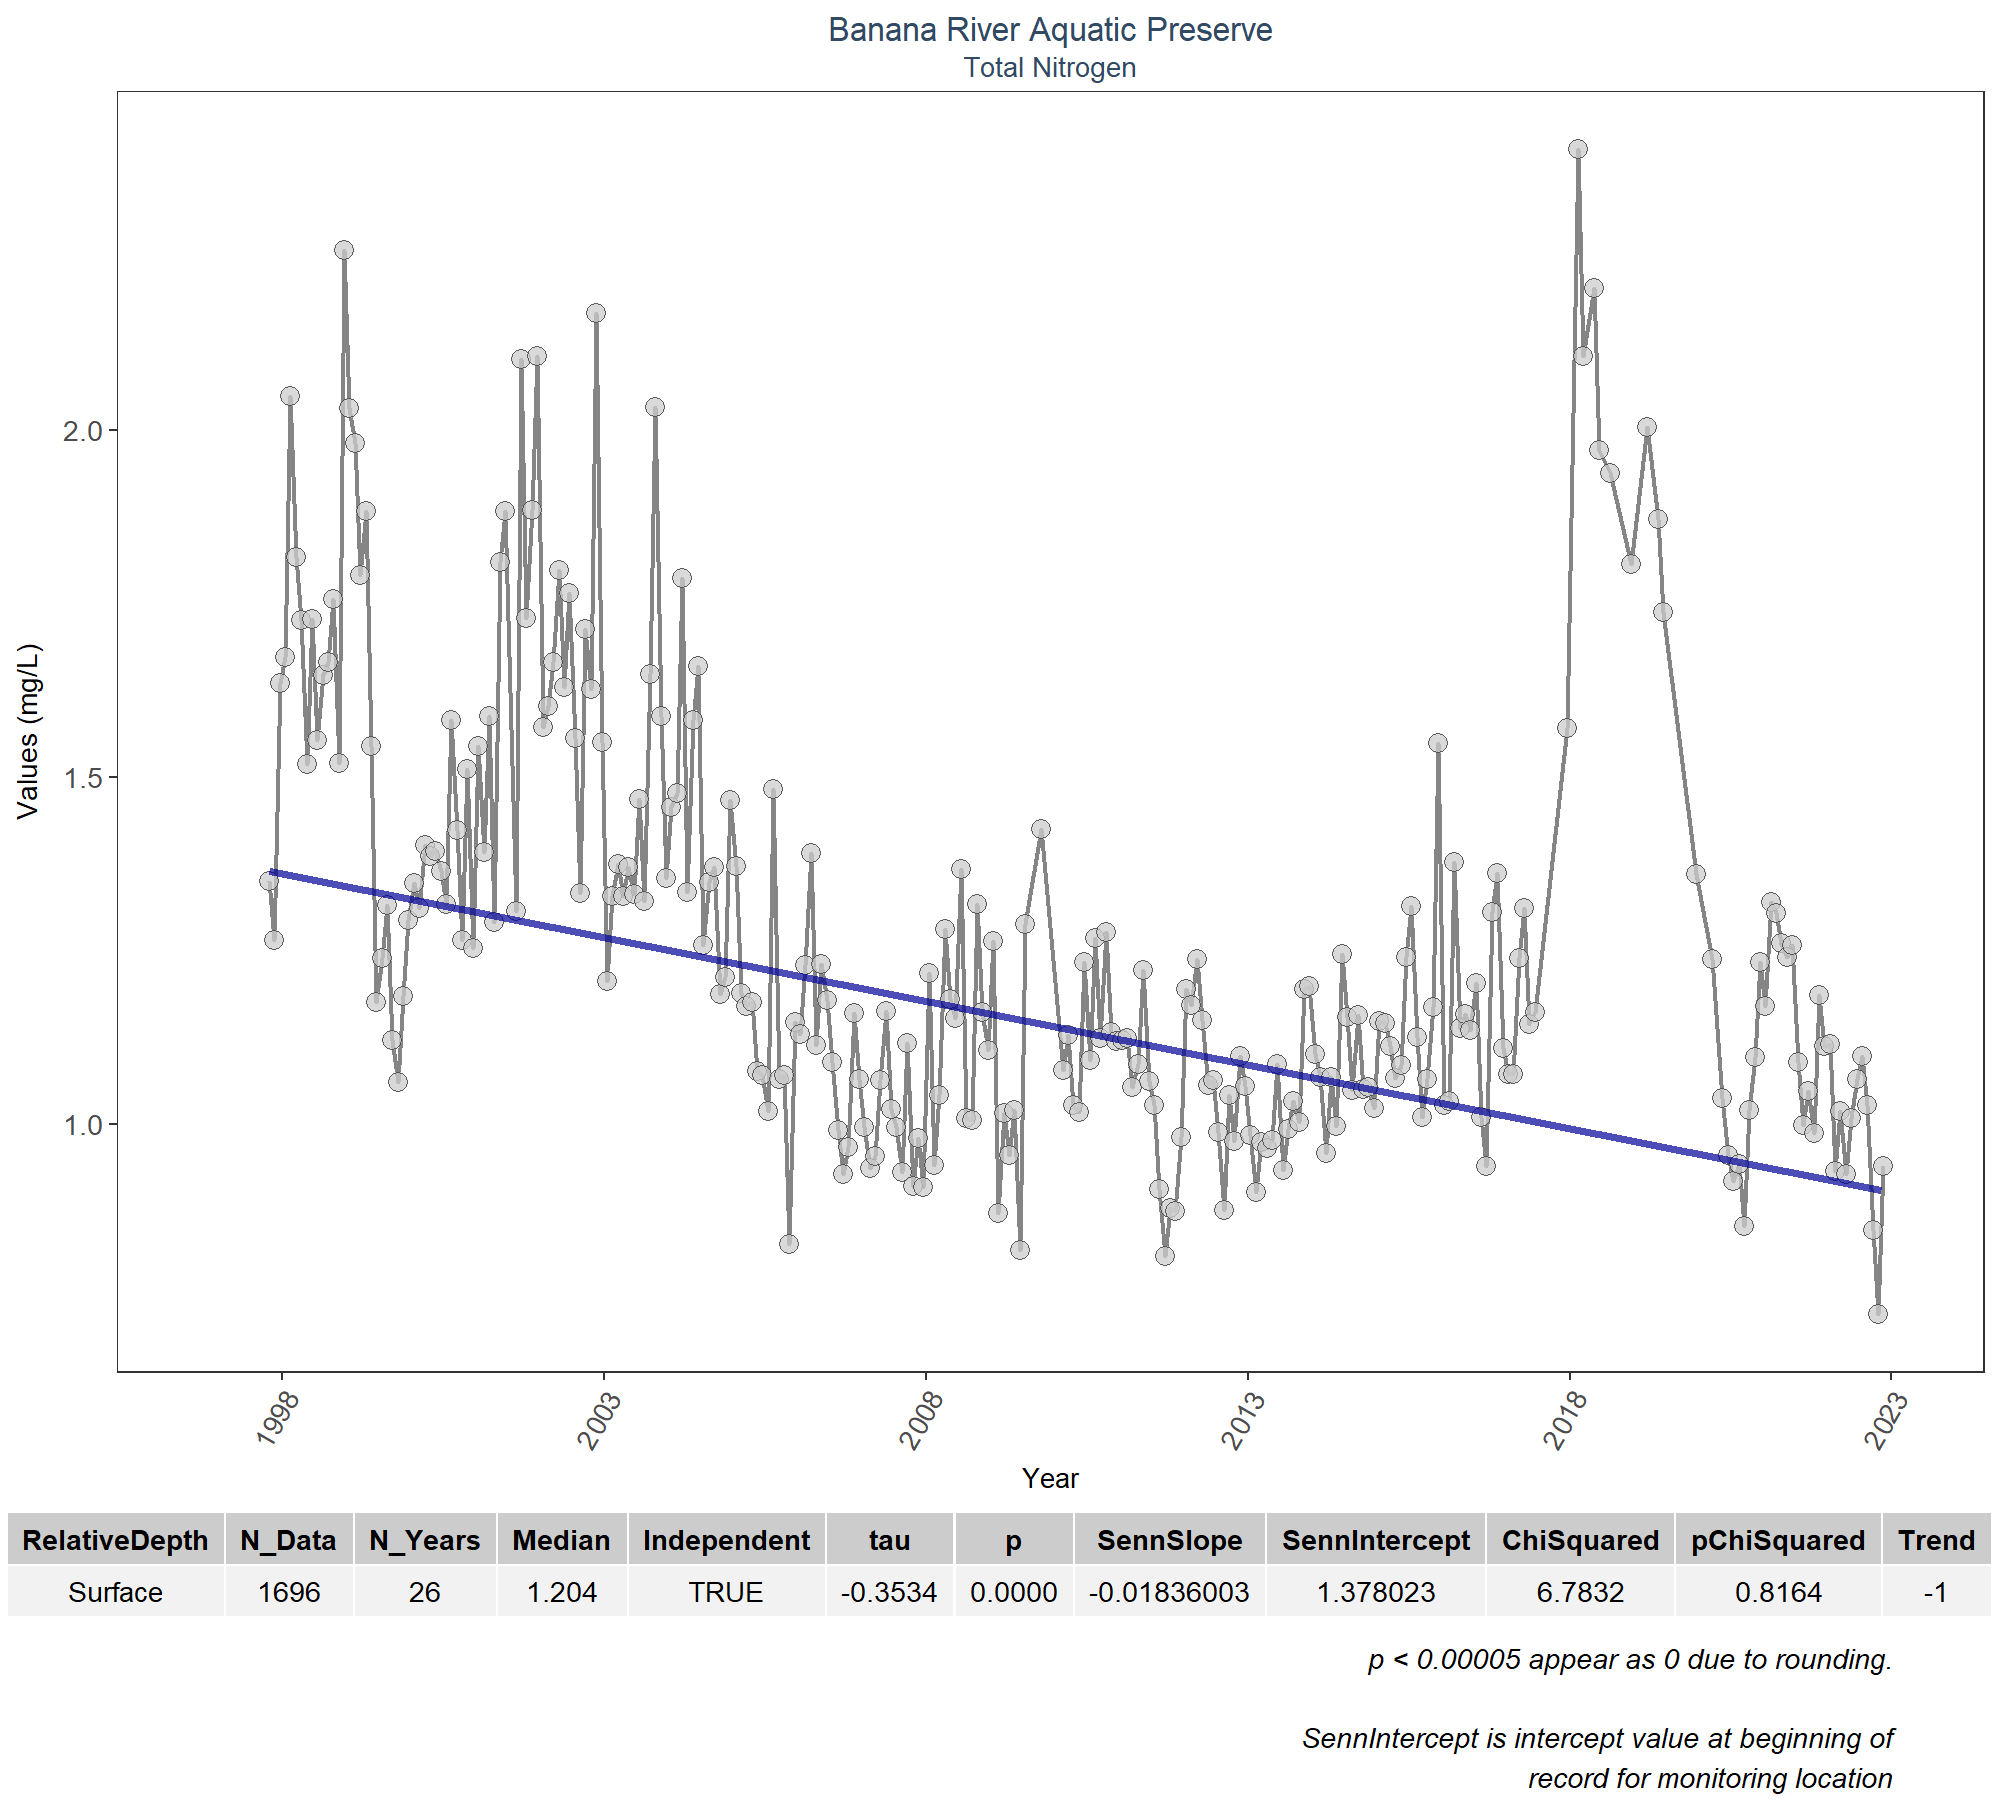 Banana River Aquatic Preserve
Total Nitrogen
Values (mg/L)
2.0
1.5
1.0
1998 2003 2008 2013 2018 2023
Year
RelativeDepth N_Data N_Years Median Independent tau p SennSlope SennIntercept ChiSquared pChiSquared Trend
Surface 1696 26 1.204 TRUE -0.3534 0.0000 -0.01836003 1.378023 6.7832 0.8164 -1
p < 0.00005 appear as 0 due to rounding.
SennIntercept is intercept value at beginning of
record for monitoring location